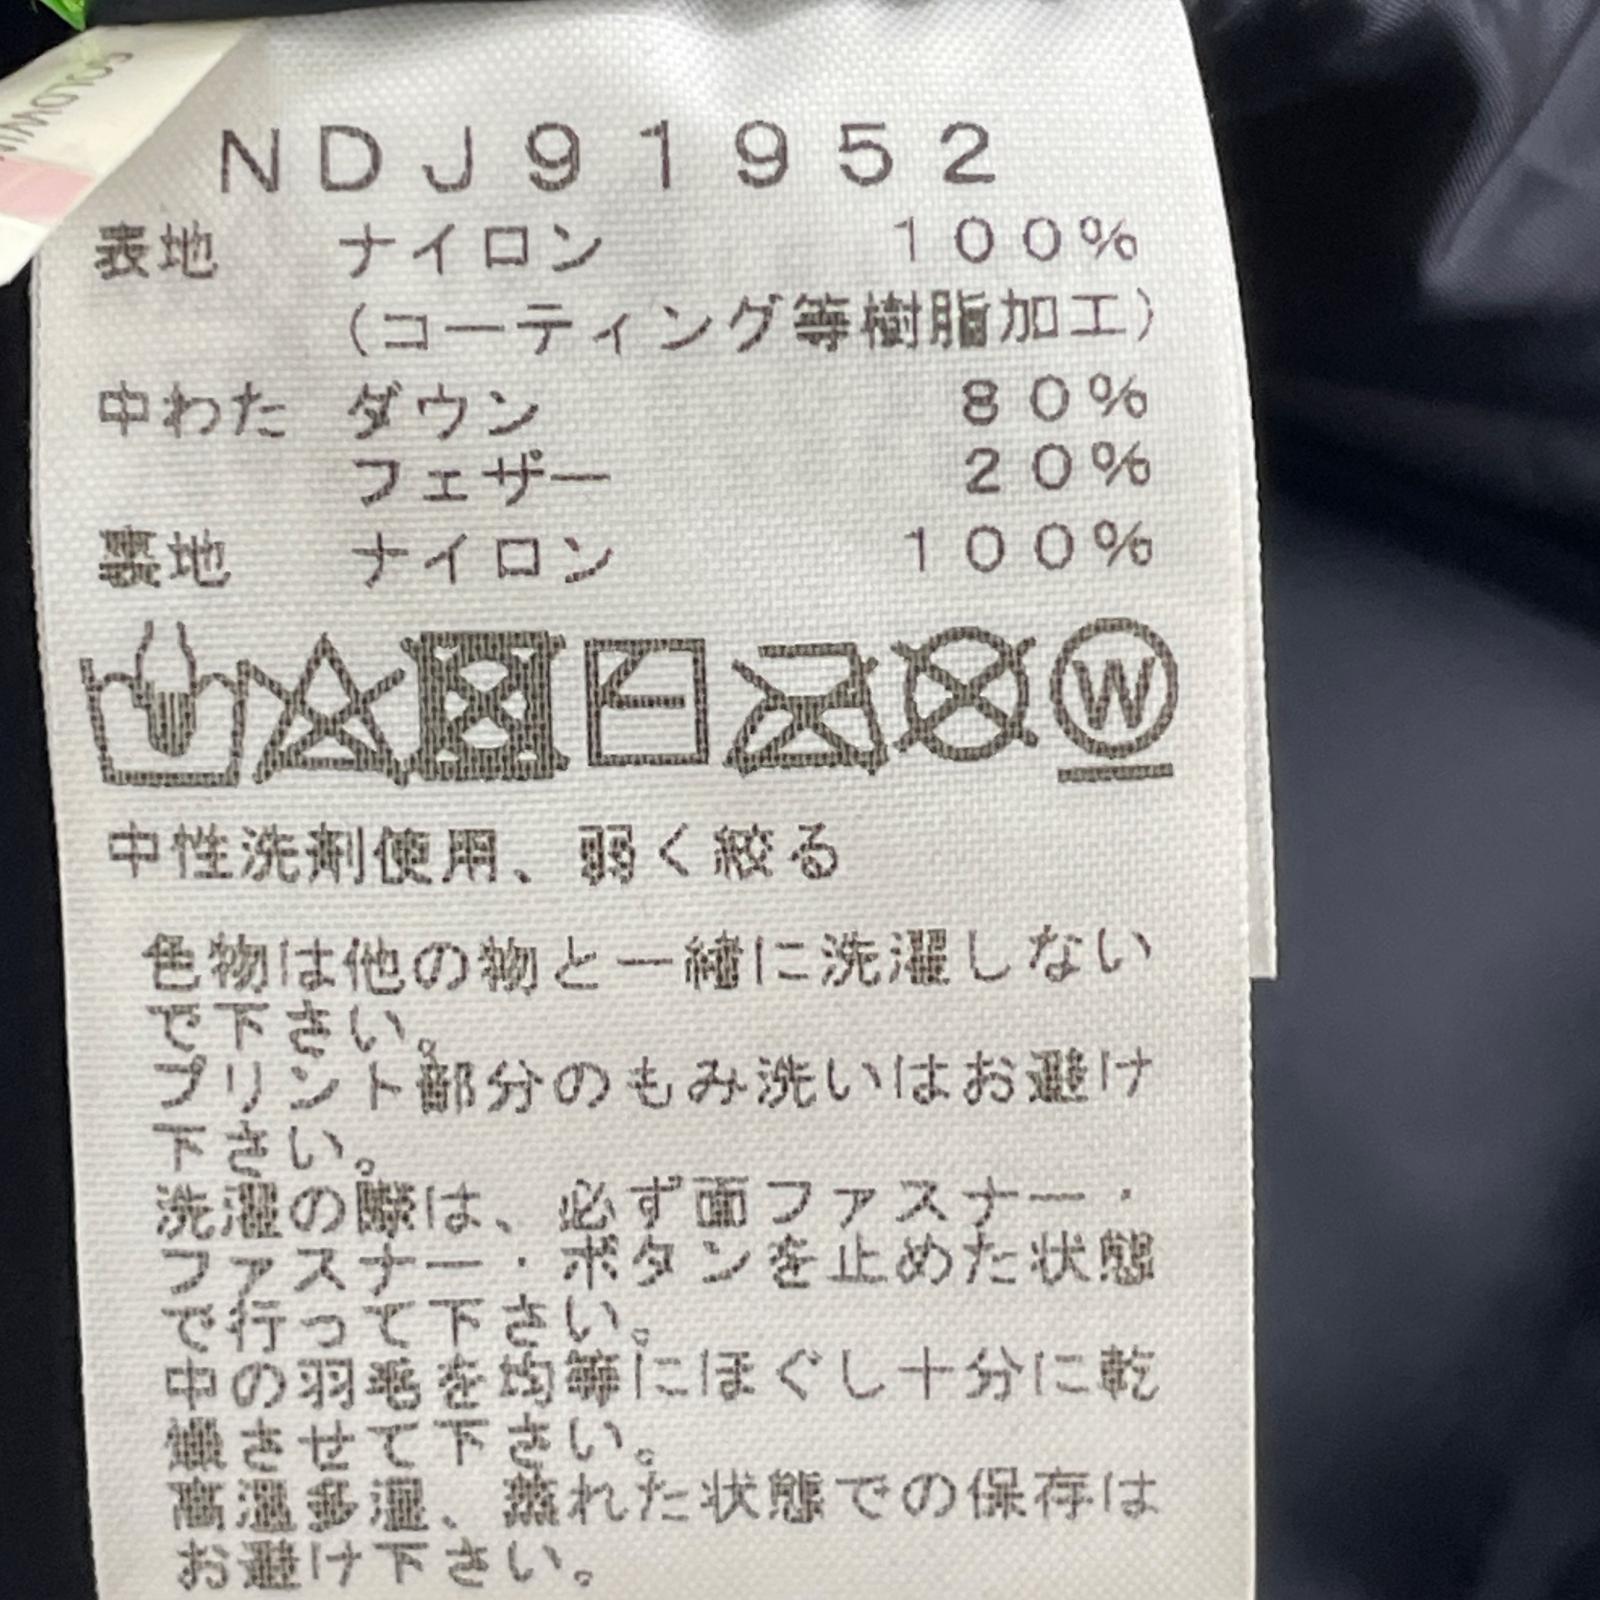 GOLDWIN
NDJ91952
表地 ナイロン 100%
(コーティング等樹脂加工)
中わた ダウン 80%
フェザー 20%
裏地 ナイロン 100%
W
中性洗剤使用、弱く絞る
色物は他の物と一緒に洗濯しない
で下さい。
プリント部分のもみ洗いはお避け
下さい。
洗濯の際は、必ず面ファスナー・
ファスナー・ボタンを止めた状態
で行って下さい。
中の羽毛を均等にほぐし十分に乾
燥させて下さい。
高温多湿、蒸れた状態での保存は
お避け下さい。